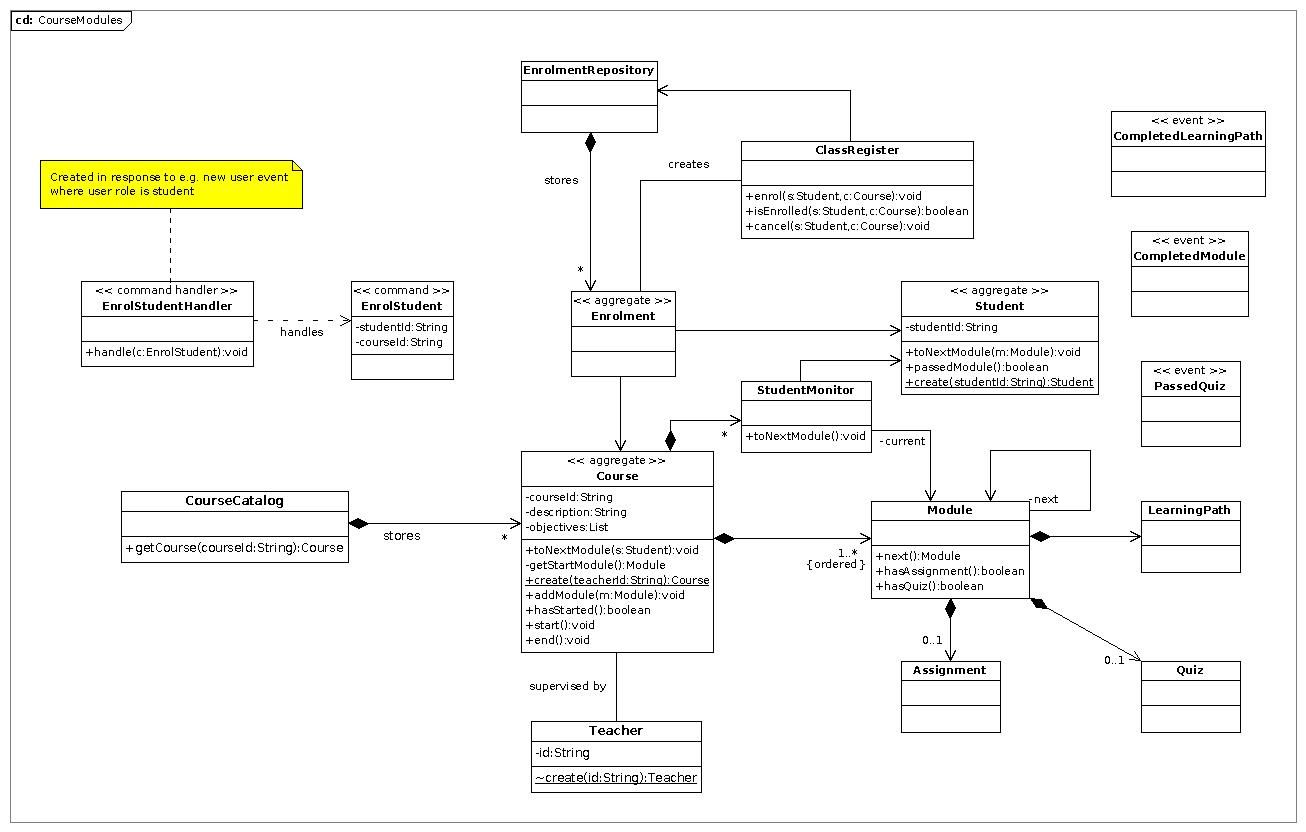 cd: CourseModules
EnrolmentRepository
stores
*
creates
ClassRegister
+enrol(s:Student,c:Course):void
+isEnrolled(s:Student,c:Course):boolean
+cancel(s:Student,c:Course):void
<< event >>
CompletedLearningPath
<< event >>
CompletedModule
<< event >>
PassedQuiz
Created in response to e.g. new user event
where user role is student
<< command handler >>
EnrolStudentHandler
+handle(c:EnrolStudent):void
handles
<< command >>
EnrolStudent
-studentId:String
-courseId:String
<< aggregate >>
Enrolment
<< aggregate >>
Student
-studentId:String
+toNextModule(m:Module):void
+passedModule():boolean
+create(studentId:String):Student
StudentMonitor
+toNextModule():void
*
-current
-next
CourseCatalog
+getCourse(courseId:String):Course
stores
*
<< aggregate >>
Course
-courseId:String
-description:String
-objectives:List
+toNextModule(s:Student):void
-getStartModule():Module
+create(teacherId:String):Course
+addModule(m:Module):void
+hasStarted():boolean
+start():void
+end():void
1..*
{ordered}
Module
+next():Module
+hasAssignment():boolean
+hasQuiz():boolean
LearningPath
0..1
Assignment
0..1
Quiz
supervised by
Teacher
-id:String
~create(id:String):Teacher